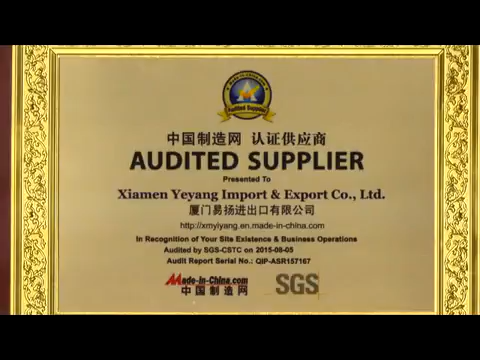 Audited Supplier
中国制造网 认证供应商
AUDITED SUPPLIER
Presented To
Xiamen Yeyang Import & Export Co., Ltd.
厦门易扬进出口有限公司
http://xmyiyang.en.made-in-china.com
In Recognition of Your Site Existence & Business Operations
Audited by SGS-CSTC on 2015-08-05
Audit Report Serial No.: QIP-ASR157167
Made-in-China.com
中国制造网
SGS